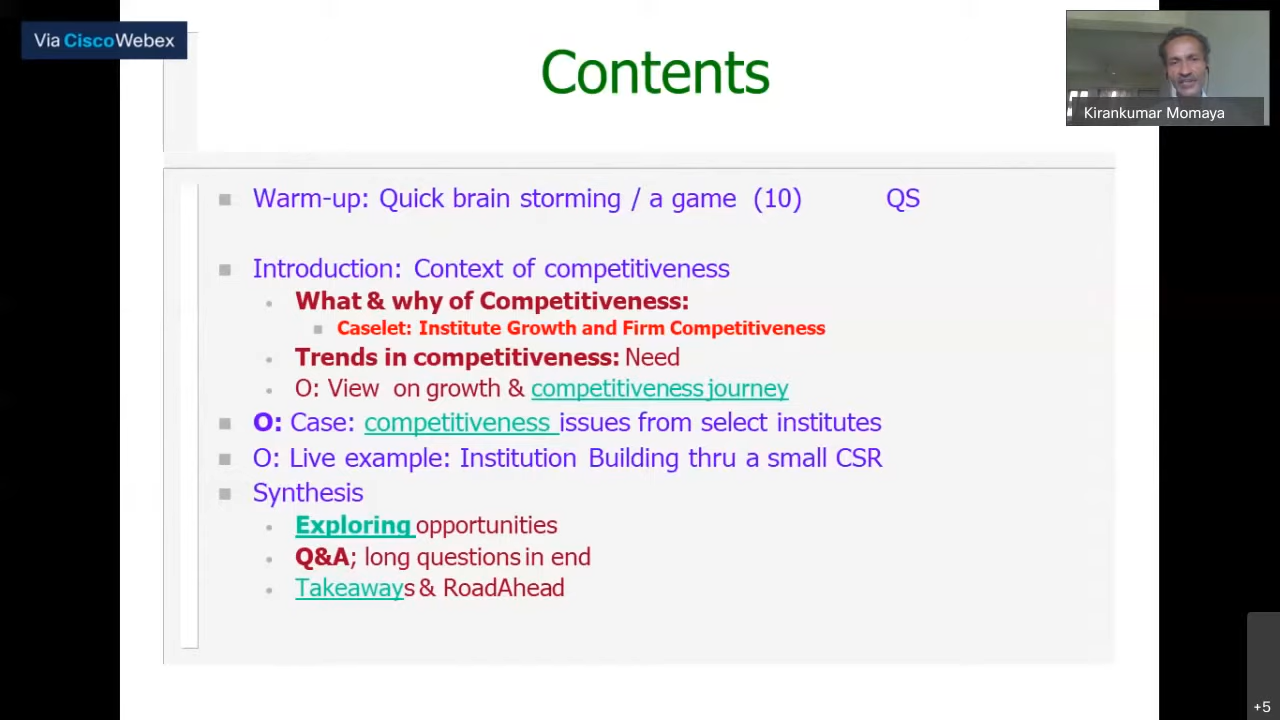 Via CiscoWebex
Contents
Kirankumar Momaya
Warm-up: Quick brain storming / a game (10) QS
Introduction: Context of competitiveness
What & why of Competitiveness:
Caselet: Institute Growth and Firm Competitiveness
Trends in competitiveness: Need
O: View on growth & competitiveness journey
O: Case: competitiveness issues from select institutes
O: Live example: Institution Building thru a small CSR
Synthesis
Exploring opportunities
Q&A; long questions in end
Takeaways & RoadAhead
+5